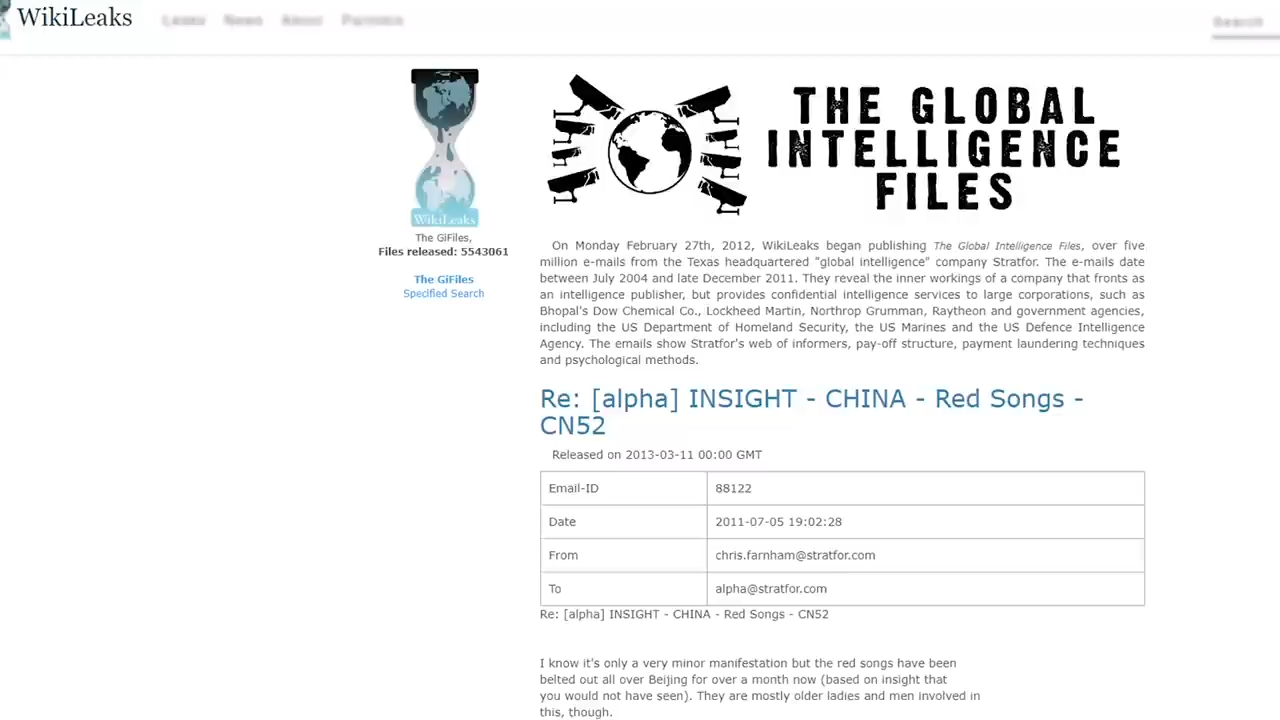 WikiLeaks
Leaks News About Partners
Search
THE GLOBAL
INTELLIGENCE
FILES
WikiLeaks
The GiFiles,
Files released: 5543061
The GiFiles
Specified Search
On Monday February 27th, 2012, WikiLeaks began publishing The Global Intelligence Files, over five
million e-mails from the Texas headquartered "global intelligence" company Stratfor. The e-mails date
between July 2004 and late December 2011. They reveal the inner workings of a company that fronts as
an intelligence publisher, but provides confidential intelligence services to large corporations, such as
Bhopal's Dow Chemical Co., Lockheed Martin, Northrop Grumman, Raytheon and government agencies,
including the US Department of Homeland Security, the US Marines and the US Defence Intelligence
Agency. The emails show Stratfor's web of informers, pay-off structure, payment laundering techniques
and psychological methods.
Re: [alpha] INSIGHT - CHINA - Red Songs -
CN52
Released on 2013-03-11 00:00 GMT
Email-ID 88122
Date 2011-07-05 19:02:28
From chris.farnham@stratfor.com
To alpha@stratfor.com
Re: [alpha] INSIGHT - CHINA - Red Songs - CN52
I know it's only a very minor manifestation but the red songs have been
belted out all over Beijing for over a month now (based on insight that
you would not have seen). They are mostly older ladies and men involved in
this, though.